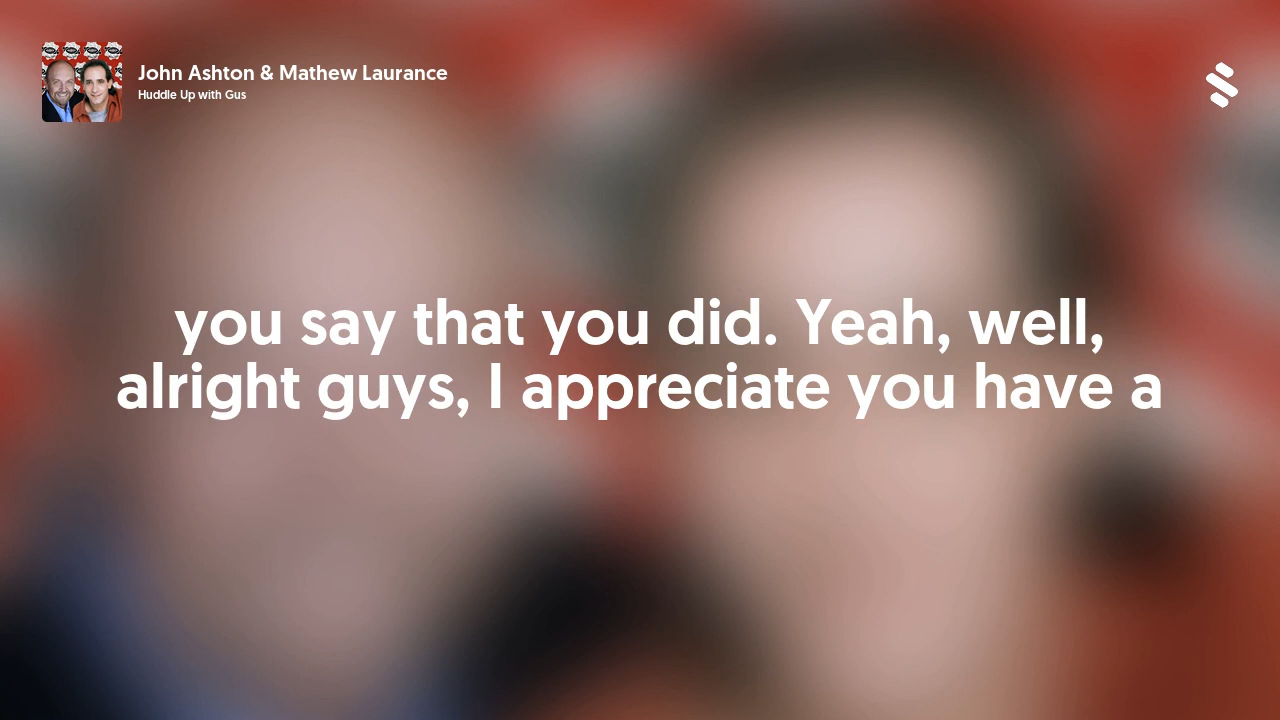 John Ashton & Mathew Laurance
Huddle Up with Gus
you say that you did. Yeah, well,
alright guys, I appreciate you have a